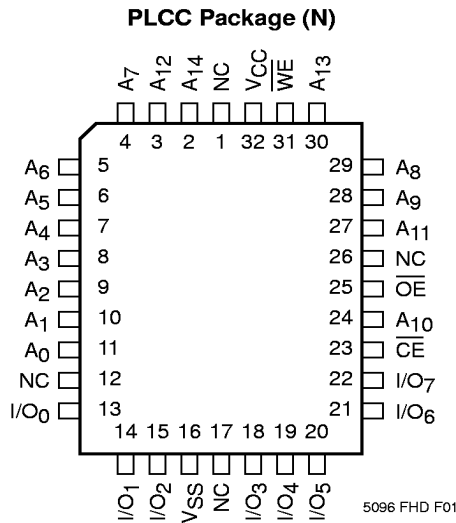 PLCC Package (N)
A7 A12 A14 NC VCC W̅E̅ A13
4 3 2 1 32 31 30
A6 5 29 A8
A5 6 28 A9
A4 7 27 A11
A3 8 26 NC
A2 9 25 O̅E̅
A1 10 24 A10
A0 11 23 C̅E̅
NC 12 22 I/O7
I/O0 13 21 I/O6
14 15 16 17 18 19 20
I/O1 I/O2 VSS NC I/O3 I/O4 I/O5
5096 FHD F01